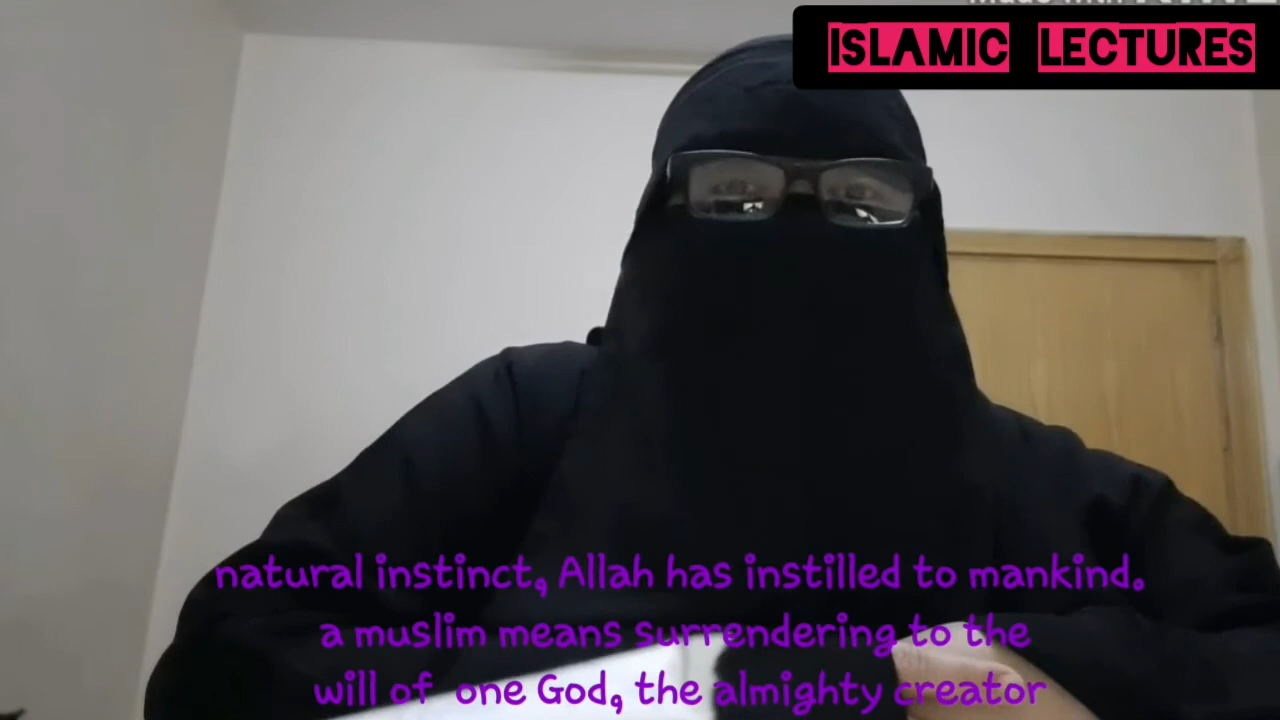 ISLAMIC LECTURES
natural instinct, Allah has instilled to mankind.
a muslim means surrendering to the
will of one God, the almighty creator